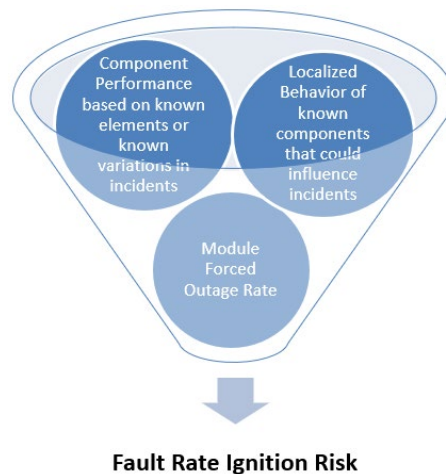 Component
Performance
based on known
elements or
known
variations in
incidents
Localized
Behavior of
known
components
that could
influence
incidents
Module
Forced
Outage Rate
Fault Rate Ignition Risk